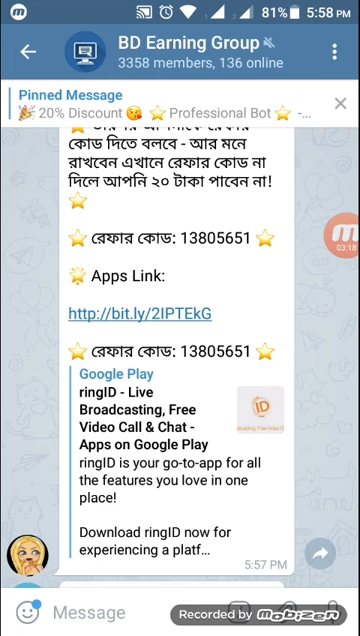 81% 5:58 PM
BD Earning Group
3358 members, 136 online
Pinned Message
🎉 20% Discount 😘 ⭐ Professional Bot ⭐ -...
কোড দিতে বলবে - আর মনে
রাখবেন এখানে রেফার কোড না
দিলে আপনি ২০ টাকা পাবেন না!
⭐
⭐ রেফার কোড: 13805651 ⭐
🌟 Apps Link:
http://bit.ly/2IPTEkG
⭐ রেফার কোড: 13805651 ⭐
Google Play
ringID - Live
Broadcasting, Free
Video Call & Chat -
Apps on Google Play
ringID is your go-to-app for all
the features you love in one
place!
Download ringID now for
experiencing a platf...
5:57 PM
03:18
Message
Recorded by mobizen